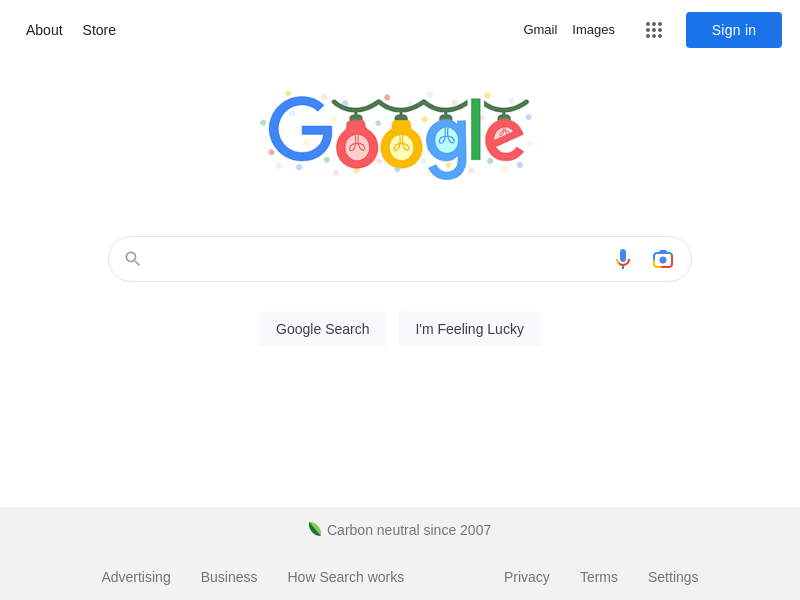 About Store Gmail Images Sign in
Google
Google Search I'm Feeling Lucky
Carbon neutral since 2007
Advertising Business How Search works Privacy Terms Settings